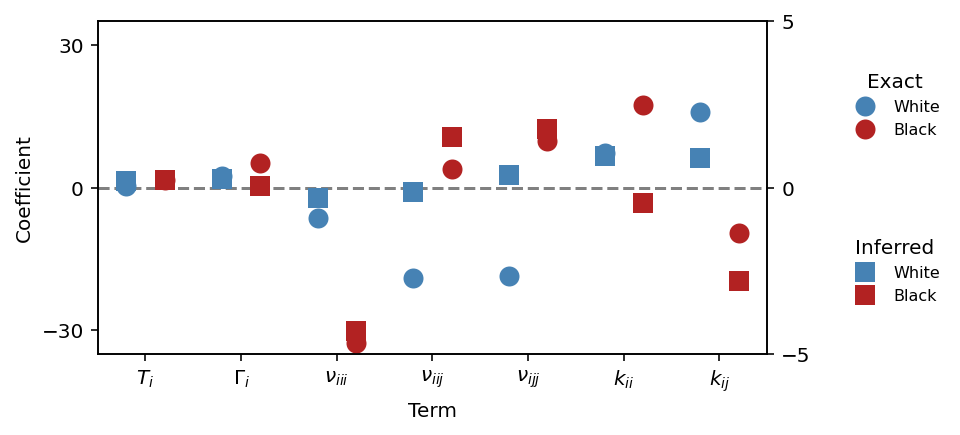 30
0
−30
Coefficient
5
0
−5
T_i
Γ_i
ν_iii
ν_iij
ν_ijj
k_ii
k_ij
Term
Exact
White
Black
Inferred
White
Black